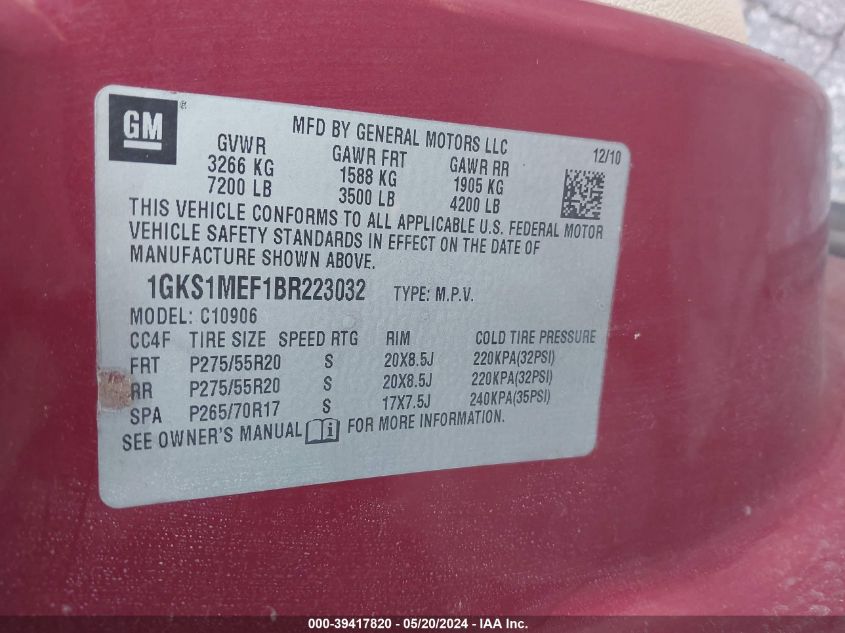 GM ®
MFD BY GENERAL MOTORS LLC
GVWR GAWR FRT GAWR RR 12/10
3266 KG 1588 KG 1905 KG
7200 LB 3500 LB 4200 LB
THIS VEHICLE CONFORMS TO ALL APPLICABLE U.S. FEDERAL MOTOR
VEHICLE SAFETY STANDARDS IN EFFECT ON THE DATE OF
MANUFACTURE SHOWN ABOVE.
1GKS1MEF1BR223032 TYPE: M.P.V.
MODEL: C10906
CC4F TIRE SIZE SPEED RTG RIM COLD TIRE PRESSURE
FRT P275/55R20 S 20X8.5J 220KPA(32PSI)
RR P275/55R20 S 20X8.5J 220KPA(32PSI)
SPA P265/70R17 S 17X7.5J 240KPA(35PSI)
SEE OWNER'S MANUAL i FOR MORE INFORMATION.
000-39417820 - 05/20/2024 - IAA Inc.